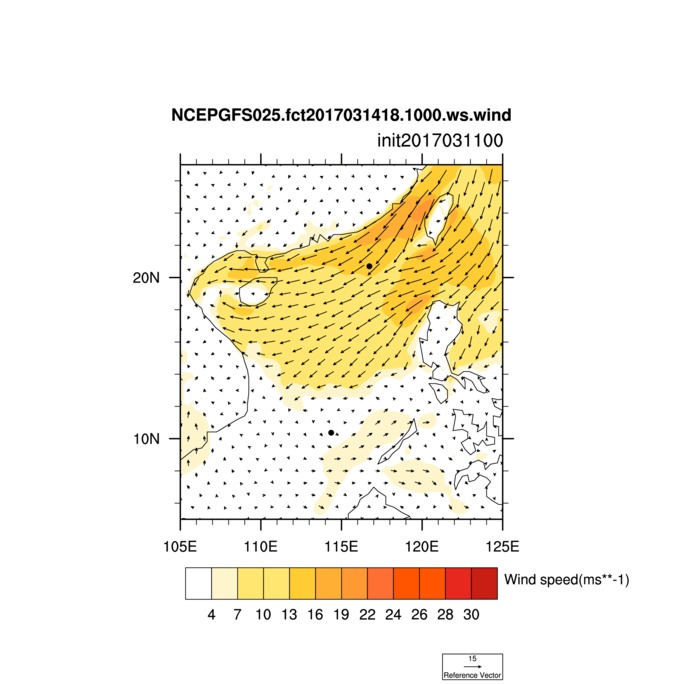 NCEPGFS025.fct2017031418.1000.ws.wind
init2017031100
20N
10N
105E 110E 115E 120E 125E
Wind speed(ms**-1)
4 7 10 13 16 19 22 24 26 28 30
15
Reference Vector